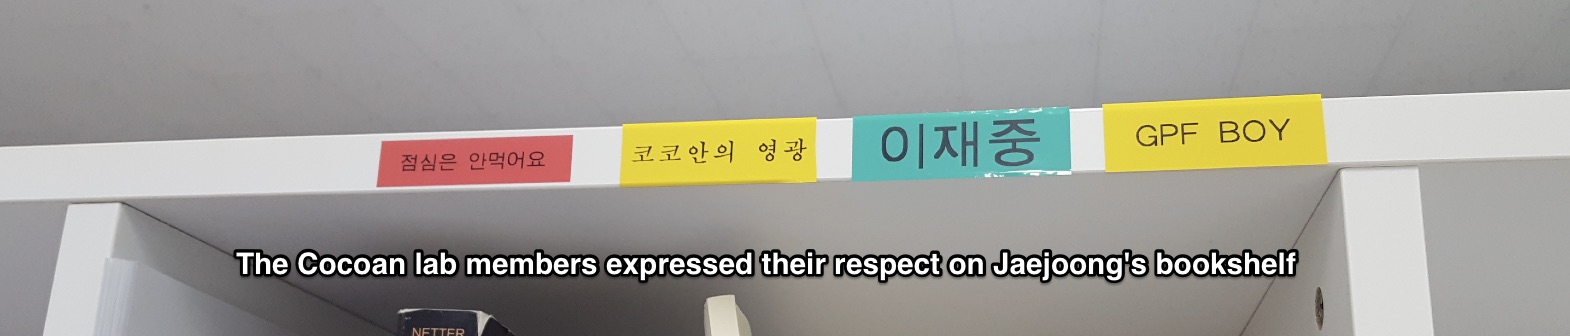 점심은 안먹어요
코코안의 영광
이재중
GPF BOY
The Cocoan lab members expressed their respect on Jaejoong's bookshelf
NETTER